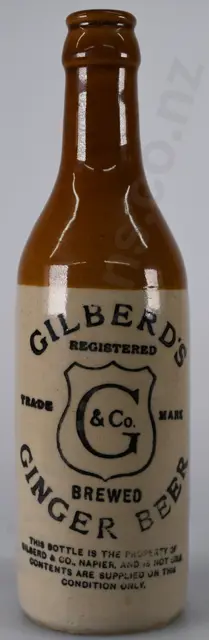 GILBERD'S
REGISTERED
TRADE MARK
G
& Co.
BREWED
GINGER BEER
THIS BOTTLE IS THE PROPERTY OF
GILBERD & CO., NAPIER, AND IS NOT SOLD
CONTENTS ARE SUPPLIED ON THIS
CONDITION ONLY.